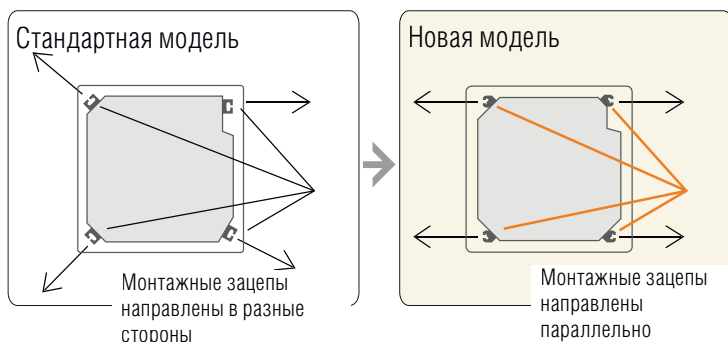 Стандартная модель
Монтажные зацепы
направлены в разные
стороны
Новая модель
Монтажные зацепы
направлены
параллельно